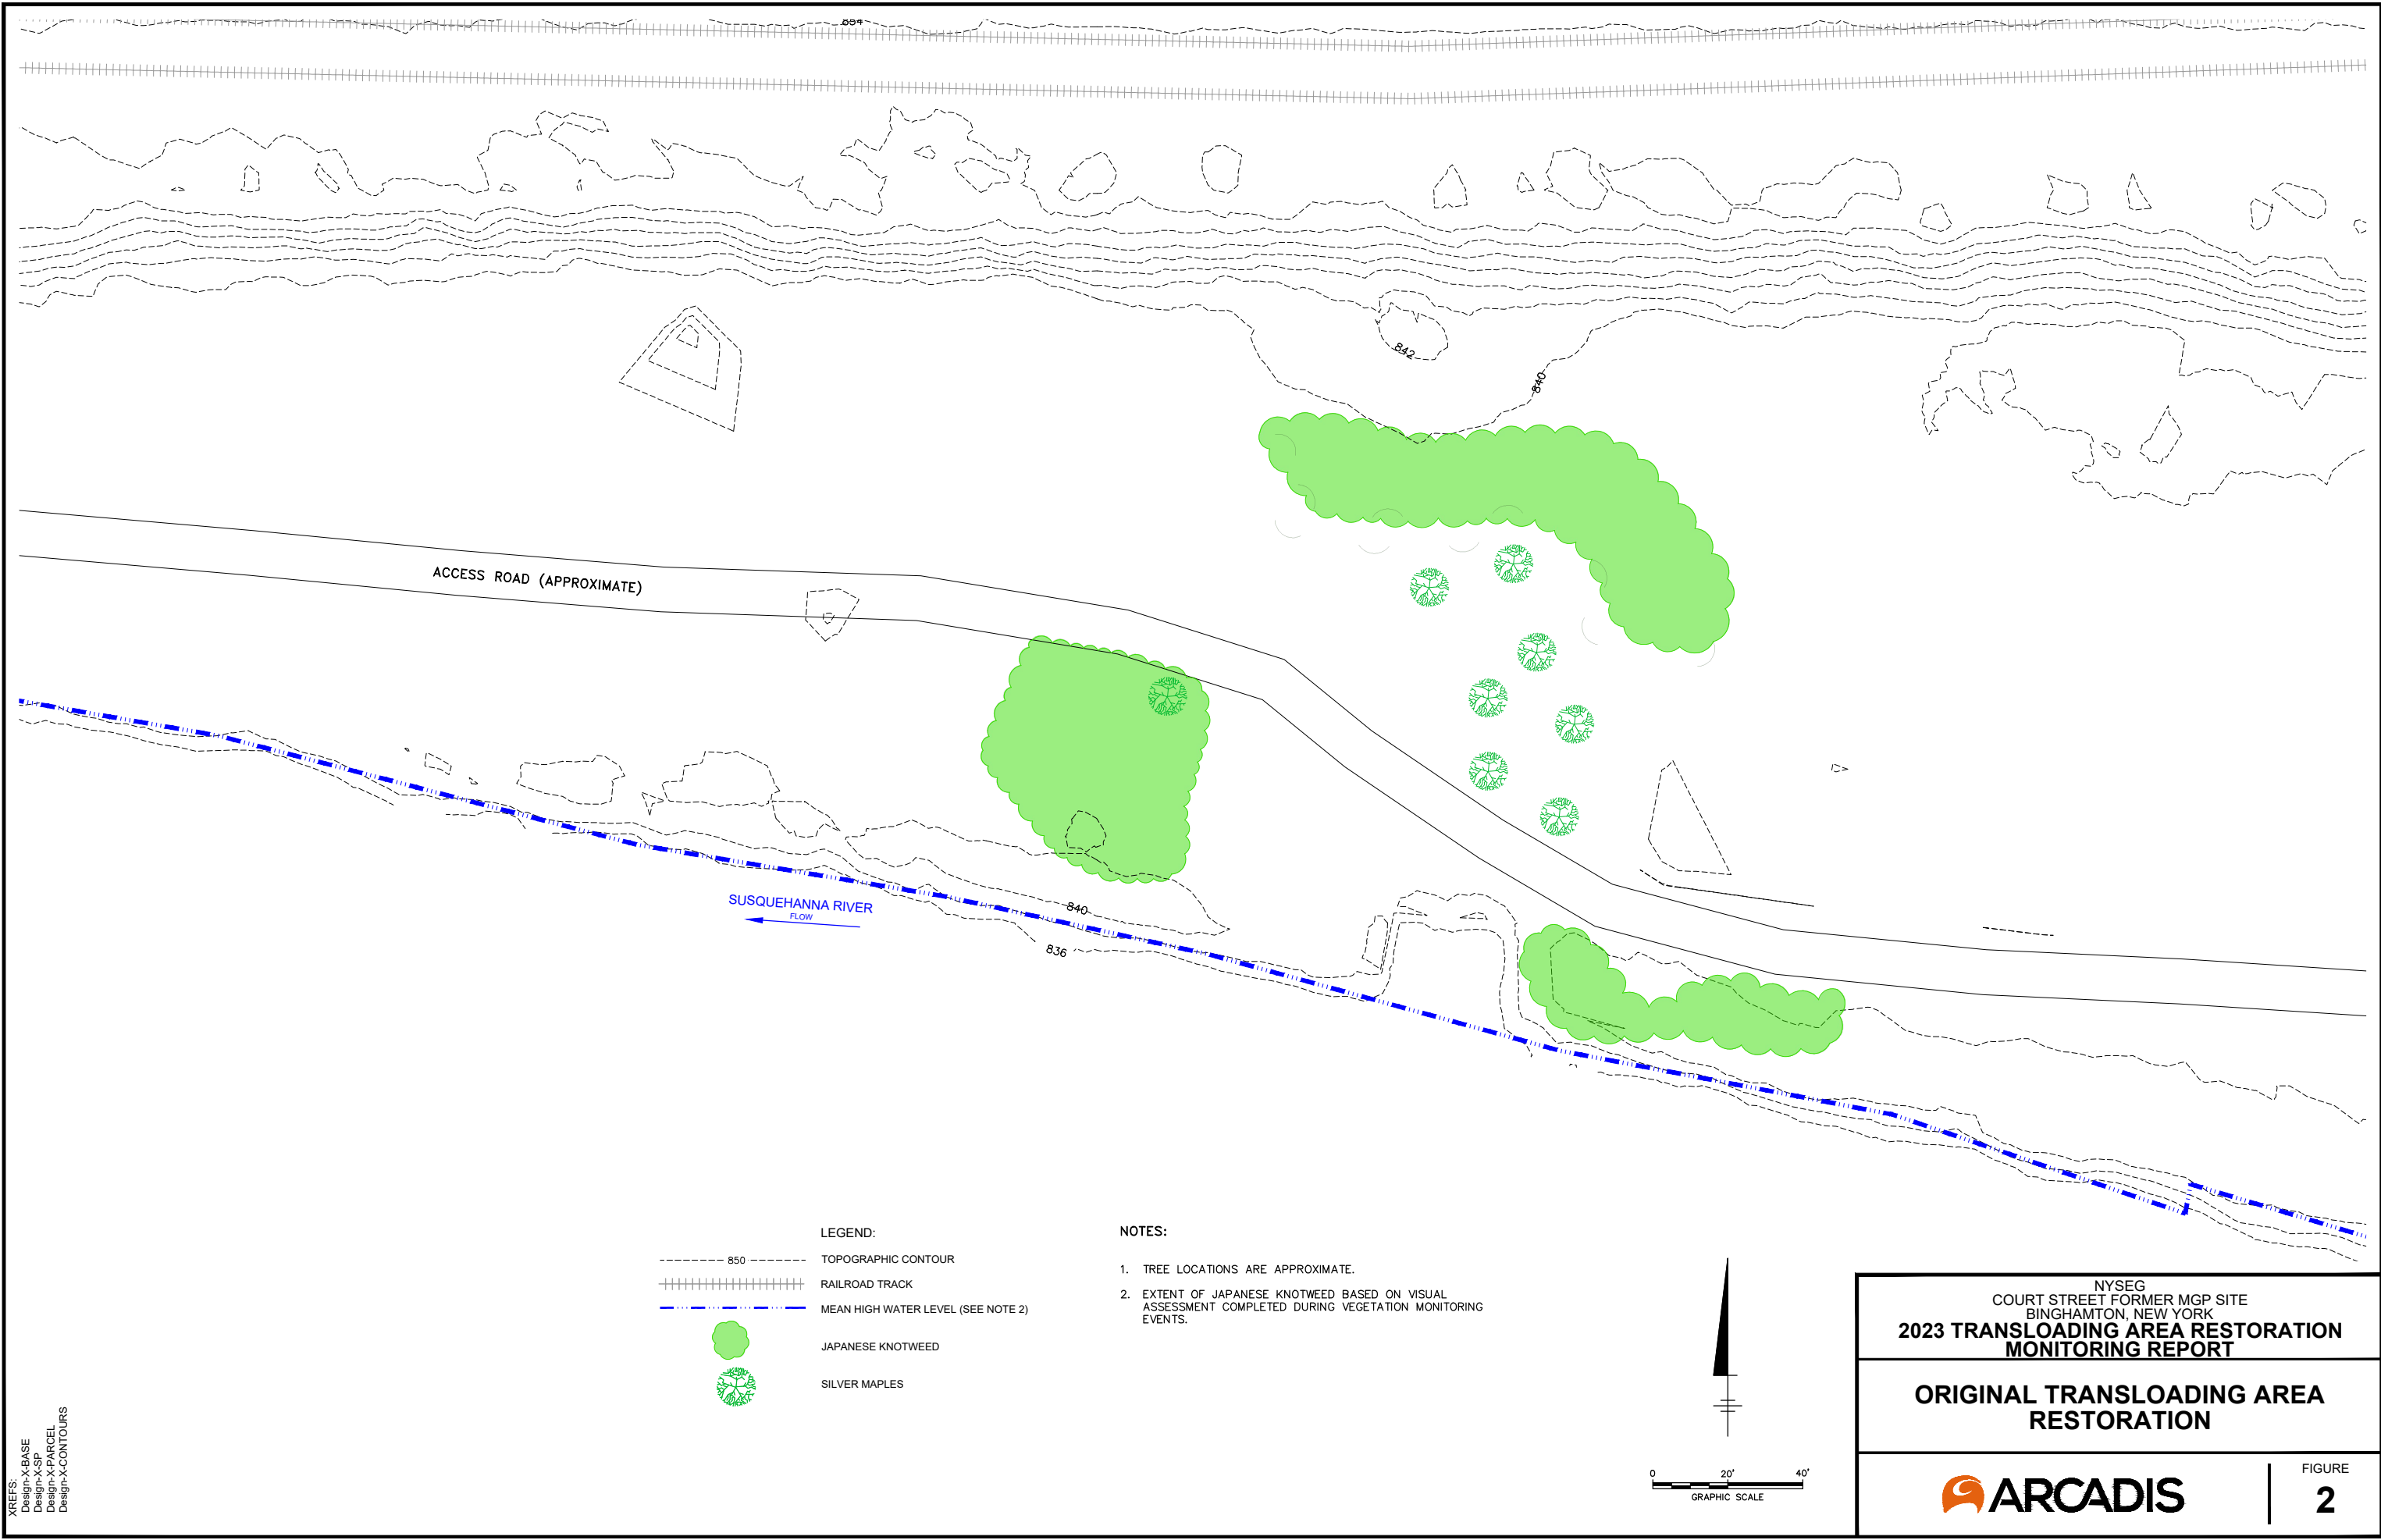 854
842
840
ACCESS ROAD (APPROXIMATE)
SUSQUEHANNA RIVER
FLOW
840
836
LEGEND:
850
TOPOGRAPHIC CONTOUR
RAILROAD TRACK
MEAN HIGH WATER LEVEL (SEE NOTE 2)
JAPANESE KNOTWEED
SILVER MAPLES
NOTES:
1. TREE LOCATIONS ARE APPROXIMATE.
2. EXTENT OF JAPANESE KNOTWEED BASED ON VISUAL
ASSESSMENT COMPLETED DURING VEGETATION MONITORING
EVENTS.
0 20' 40'
GRAPHIC SCALE
NYSEG
COURT STREET FORMER MGP SITE
BINGHAMTON, NEW YORK
2023 TRANSLOADING AREA RESTORATION
MONITORING REPORT
ORIGINAL TRANSLOADING AREA
RESTORATION
ARCADIS
FIGURE
2
XREFS:
Design-X-BASE
Design-X-SP
Design-X-PARCEL
Design-X-CONTOURS